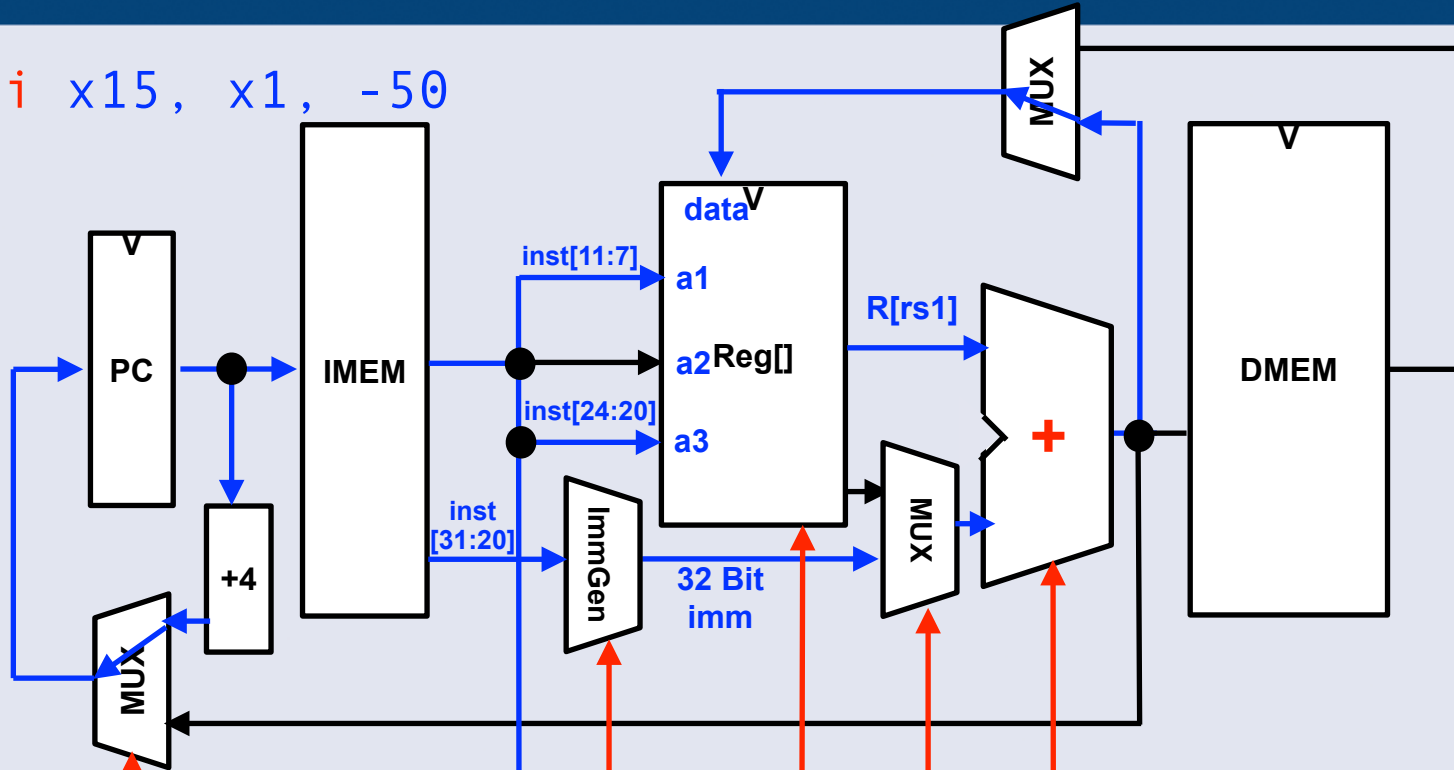 i x15, x1, -50
MUX
V
V
data
V
inst[11:7]
a1
R[rs1]
PC
IMEM
a2
Reg[]
DMEM
inst[24:20]
a3
+
inst
[31:20]
ImmGen
MUX
+4
32 Bit
imm
MUX